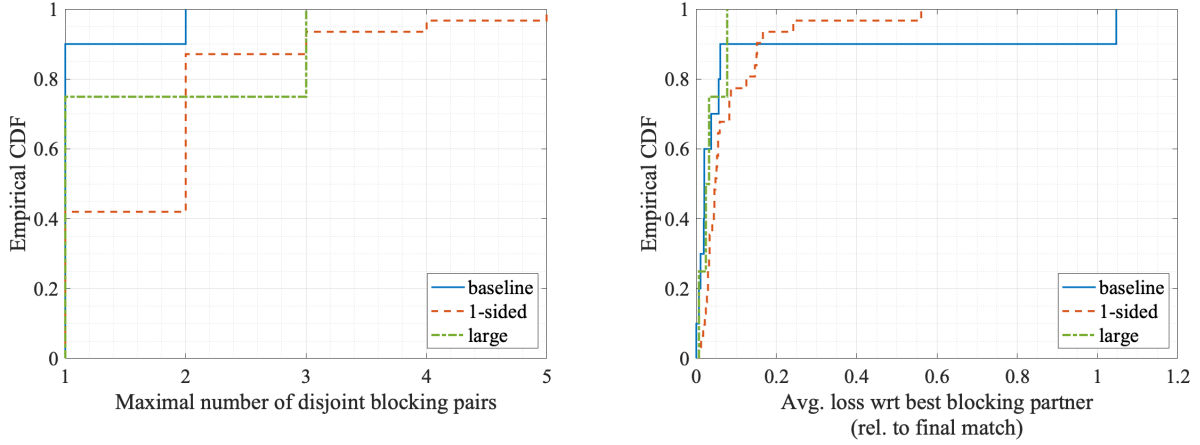 Empirical CDF
1
0.8
0.6
0.4
0.2
0
1
2
3
4
5
Maximal number of disjoint blocking pairs
baseline
1-sided
large
Empirical CDF
1
0.8
0.6
0.4
0.2
0
0
0.2
0.4
0.6
0.8
1
1.2
Avg. loss wrt best blocking partner
(rel. to final match)
baseline
1-sided
large